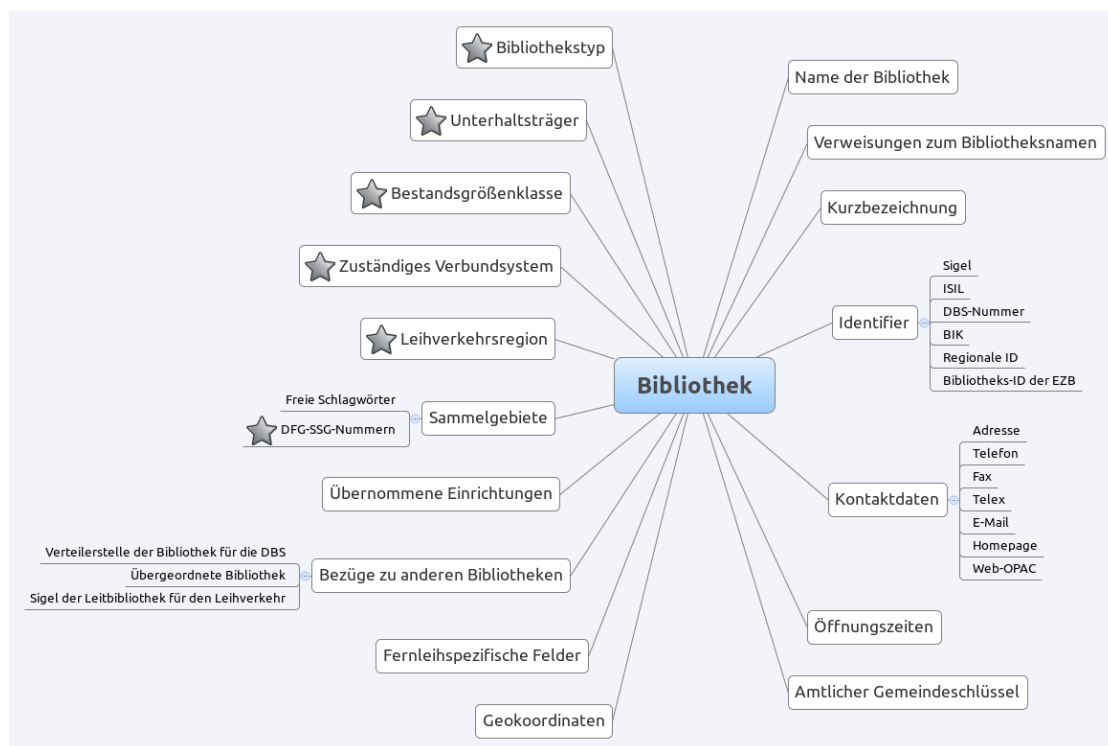 Bibliothek
Name der Bibliothek
Verweisungen zum Bibliotheksnamen
Kurzbezeichnung
Identifier
Sigel
ISIL
DBS-Nummer
BIK
Regionale ID
Bibliotheks-ID der EZB
Kontaktdaten
Adresse
Telefon
Fax
Telex
E-Mail
Homepage
Web-OPAC
Öffnungszeiten
Amtlicher Gemeindeschlüssel
Bibliothekstyp
Unterhaltsträger
Bestandsgrößenklasse
Zuständiges Verbundsystem
Leihverkehrsregion
Sammelgebiete
Freie Schlagwörter
DFG-SSG-Nummern
Übernommene Einrichtungen
Bezüge zu anderen Bibliotheken
Verteilerstelle der Bibliothek für die DBS
Übergeordnete Bibliothek
Sigel der Leitbibliothek für den Leihverkehr
Fernleihspezifische Felder
Geokoordinaten